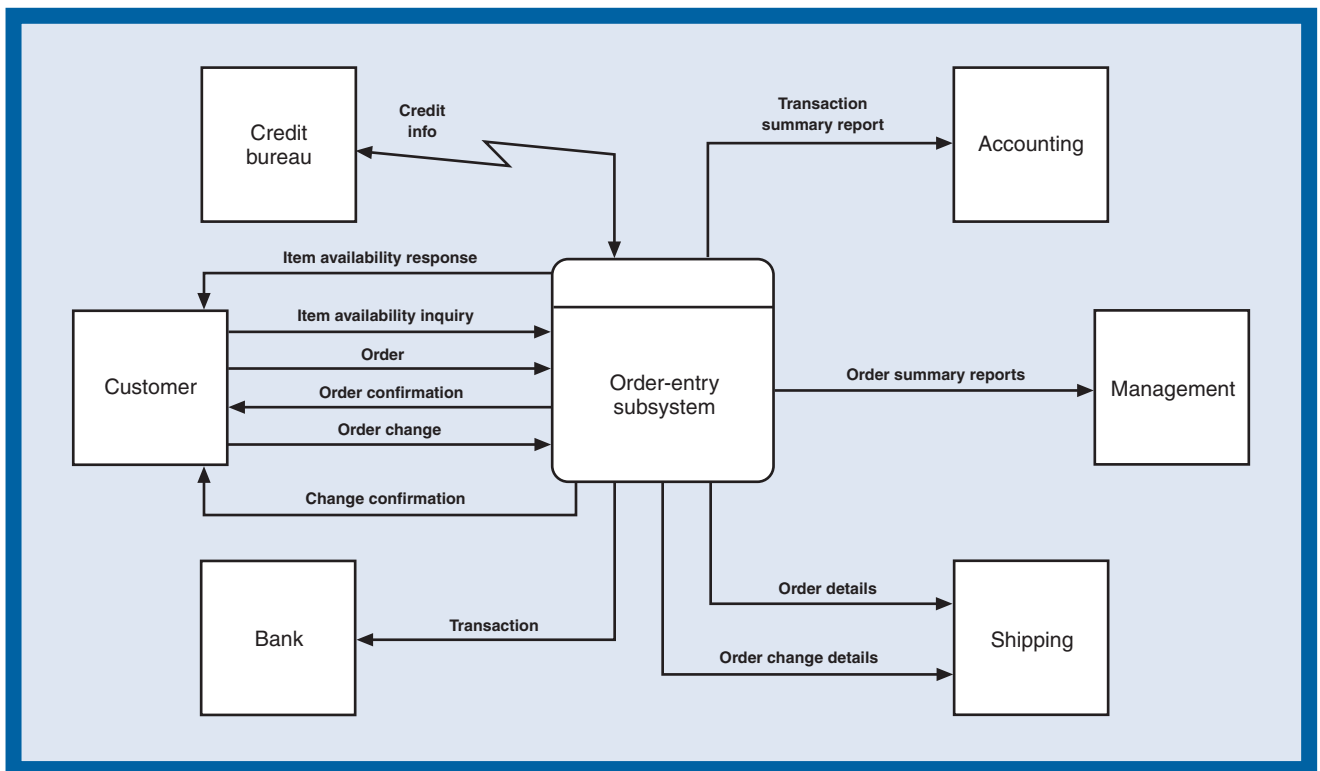 Credit
bureau
Credit
info
Transaction
summary report
Accounting
Item availability response
Item availability inquiry
Order
Order confirmation
Order change
Change confirmation
Customer
Order-entry
subsystem
Order summary reports
Management
Bank
Transaction
Order details
Order change details
Shipping